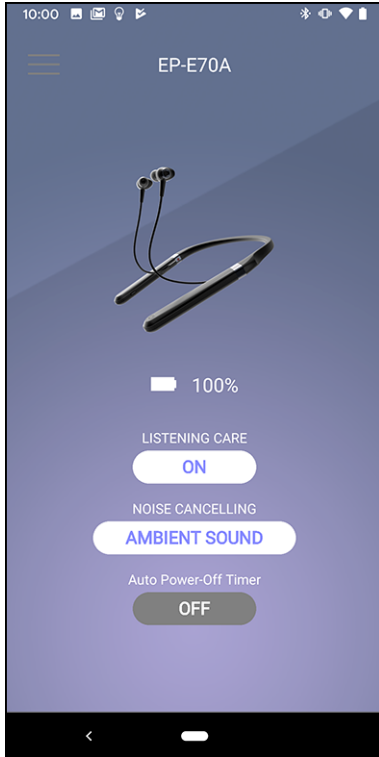 10:00
EP-E70A
100%
LISTENING CARE
ON
NOISE CANCELLING
AMBIENT SOUND
Auto Power-Off Timer
OFF